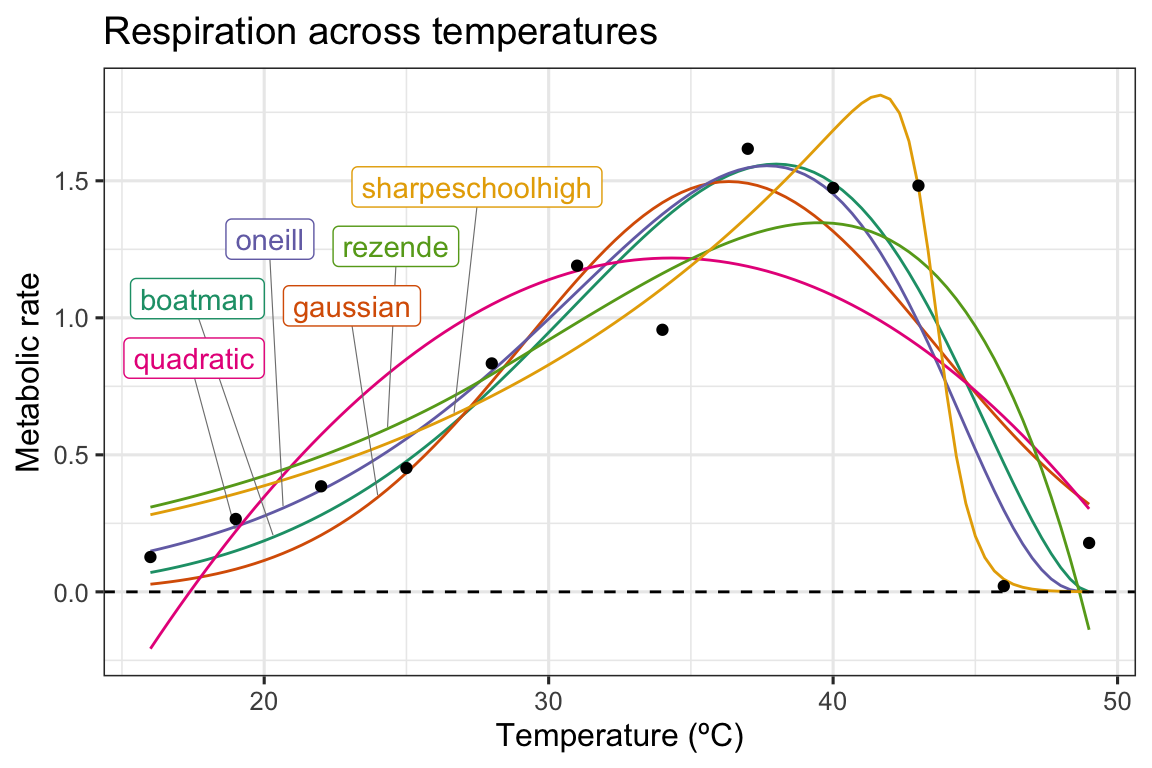 Respiration across temperatures
Metabolic rate
1.5
1.0
0.5
0.0
sharpeschoolhigh
oneill
rezende
boatman
gaussian
quadratic
20
30
40
50
Temperature (ºC)